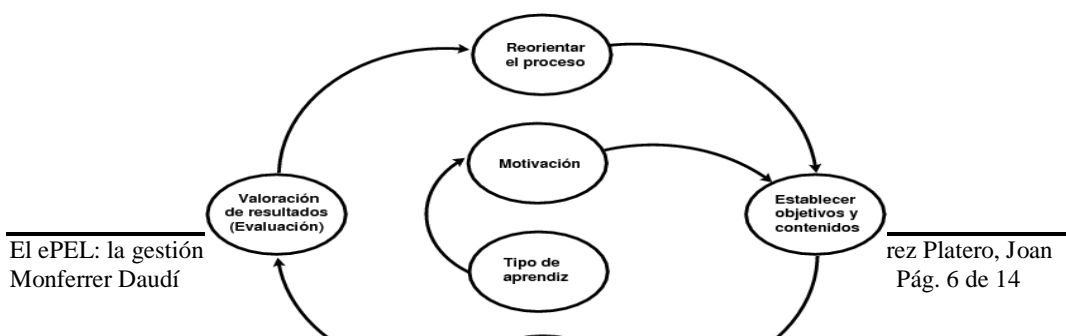 Reorientar
el proceso
Motivación
Valoración
de resultados
(Evaluación)
Establecer
objetivos y
contenidos
Tipo de
aprendiz
El ePEL: la gestión
rez Platero, Joan
Monferrer Daudí
Pág. 6 de 14